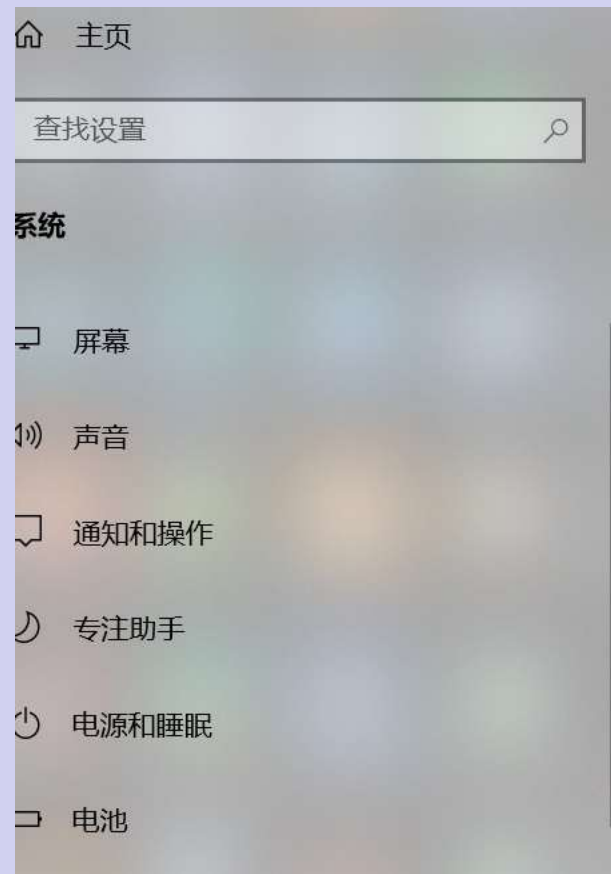 主页
查找设置
系统
屏幕
声音
通知和操作
专注助手
电源和睡眠
电池